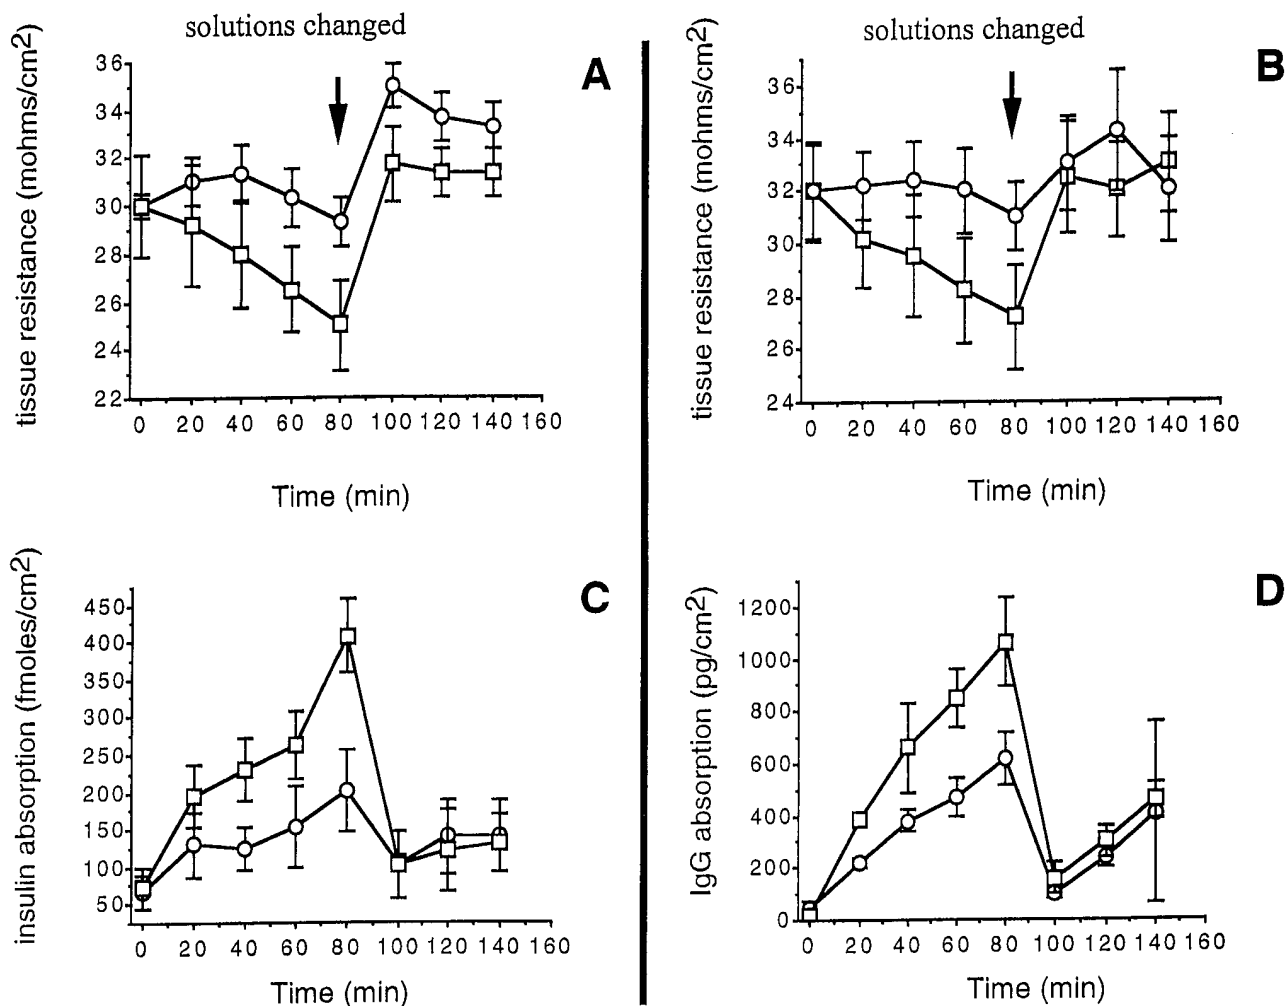 solutions changed
A
tissue resistance (mohms/cm2)
36
34
32
30
28
26
24
22
0 20 40 60 80 100 120 140 160
Time (min)
solutions changed
B
tissue resistance (mohms/cm2)
36
34
32
30
28
26
24
0 20 40 60 80 100 120 140 160
Time (min)
C
insulin absorption (fmoles/cm2)
450
400
350
300
250
200
150
100
50
0 20 40 60 80 100 120 140 160
Time (min)
D
IgG absorption (pg/cm2)
1200
1000
800
600
400
200
0
0 20 40 60 80 100 120 140 160
Time (min)